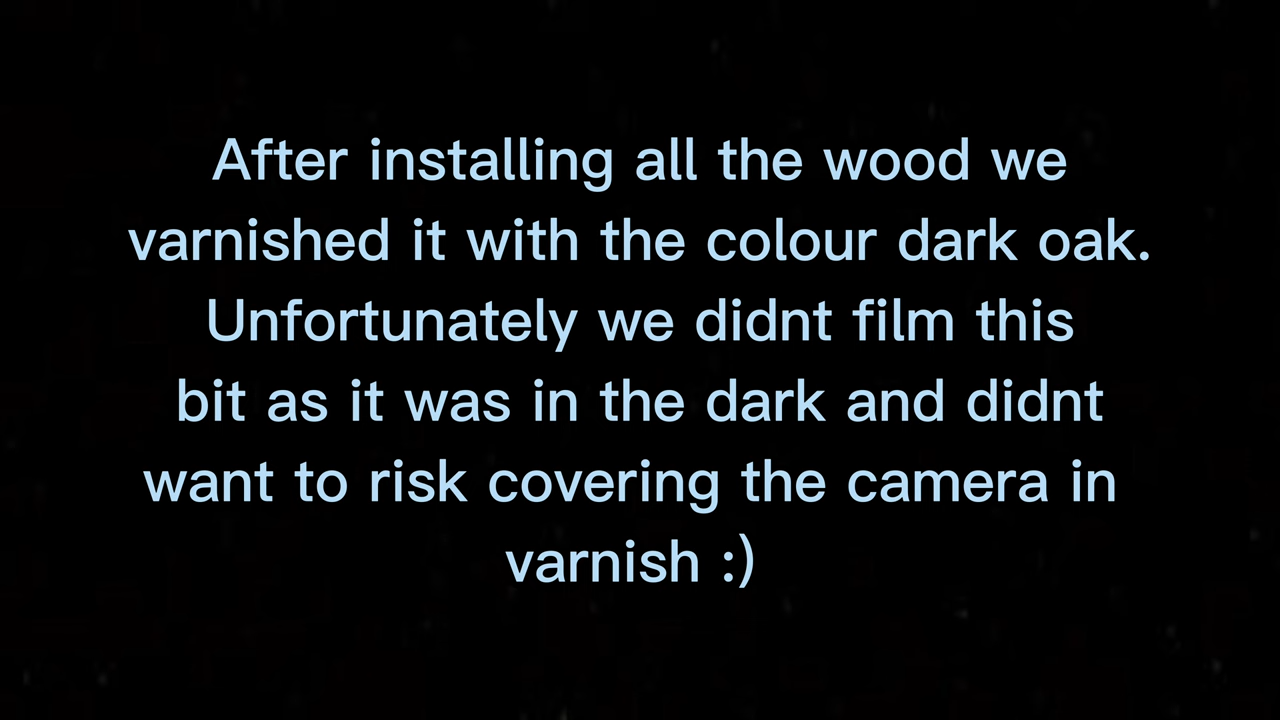 After installing all the wood we
varnished it with the colour dark oak.
Unfortunately we didnt film this
bit as it was in the dark and didnt
want to risk covering the camera in
varnish :)